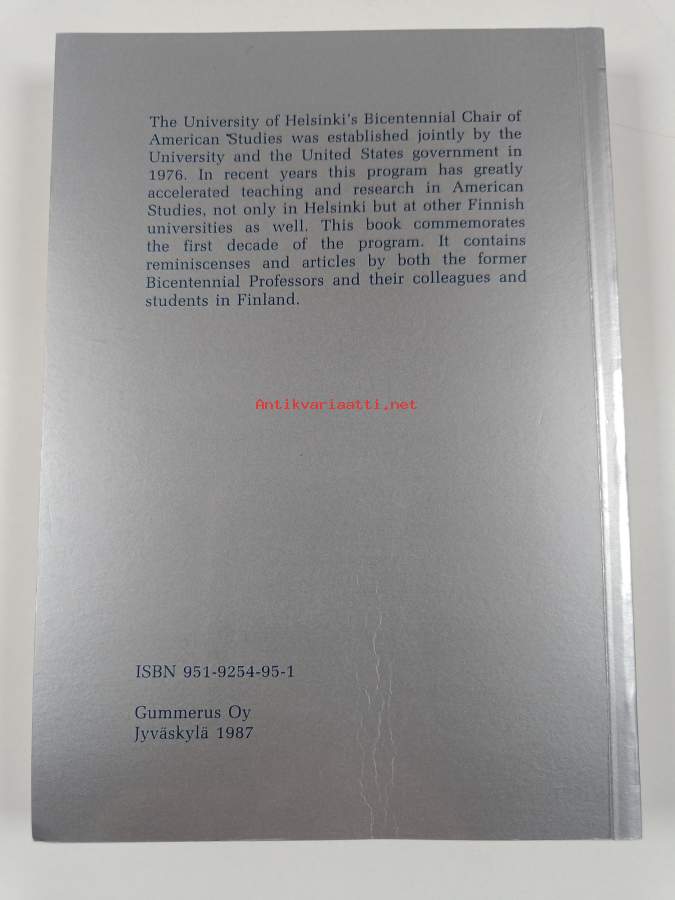 The University of Helsinki's Bicentennial Chair of
American Studies was established jointly by the
University and the United States government in
1976. In recent years this program has greatly
accelerated teaching and research in American
Studies, not only in Helsinki but at other Finnish
universities as well. This book commemorates
the first decade of the program. It contains
reminiscenses and articles by both the former
Bicentennial Professors and their colleagues and
students in Finland.
Antikvariaatti.net
ISBN 951-9254-95-1
Gummerus Oy
Jyväskylä 1987